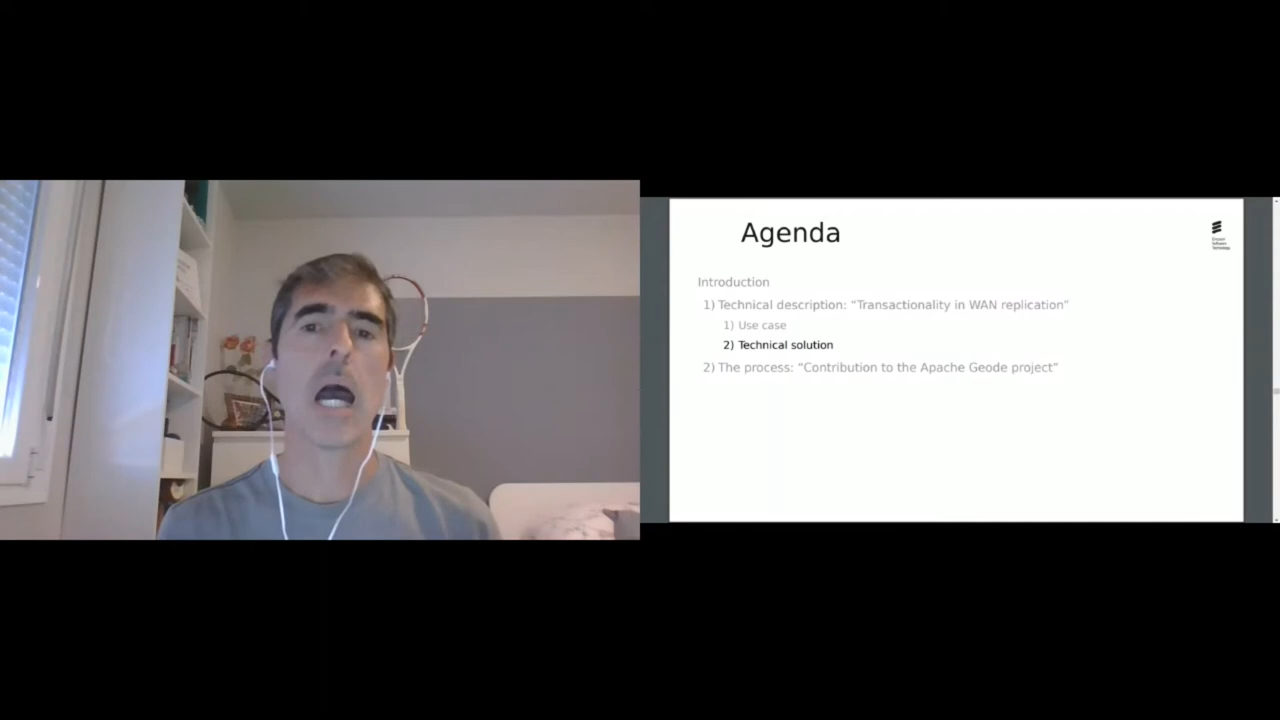 Agenda
Introduction
1) Technical description: “Transactionality in WAN replication”
1) Use case
2) Technical solution
2) The process: “Contribution to the Apache Geode project”